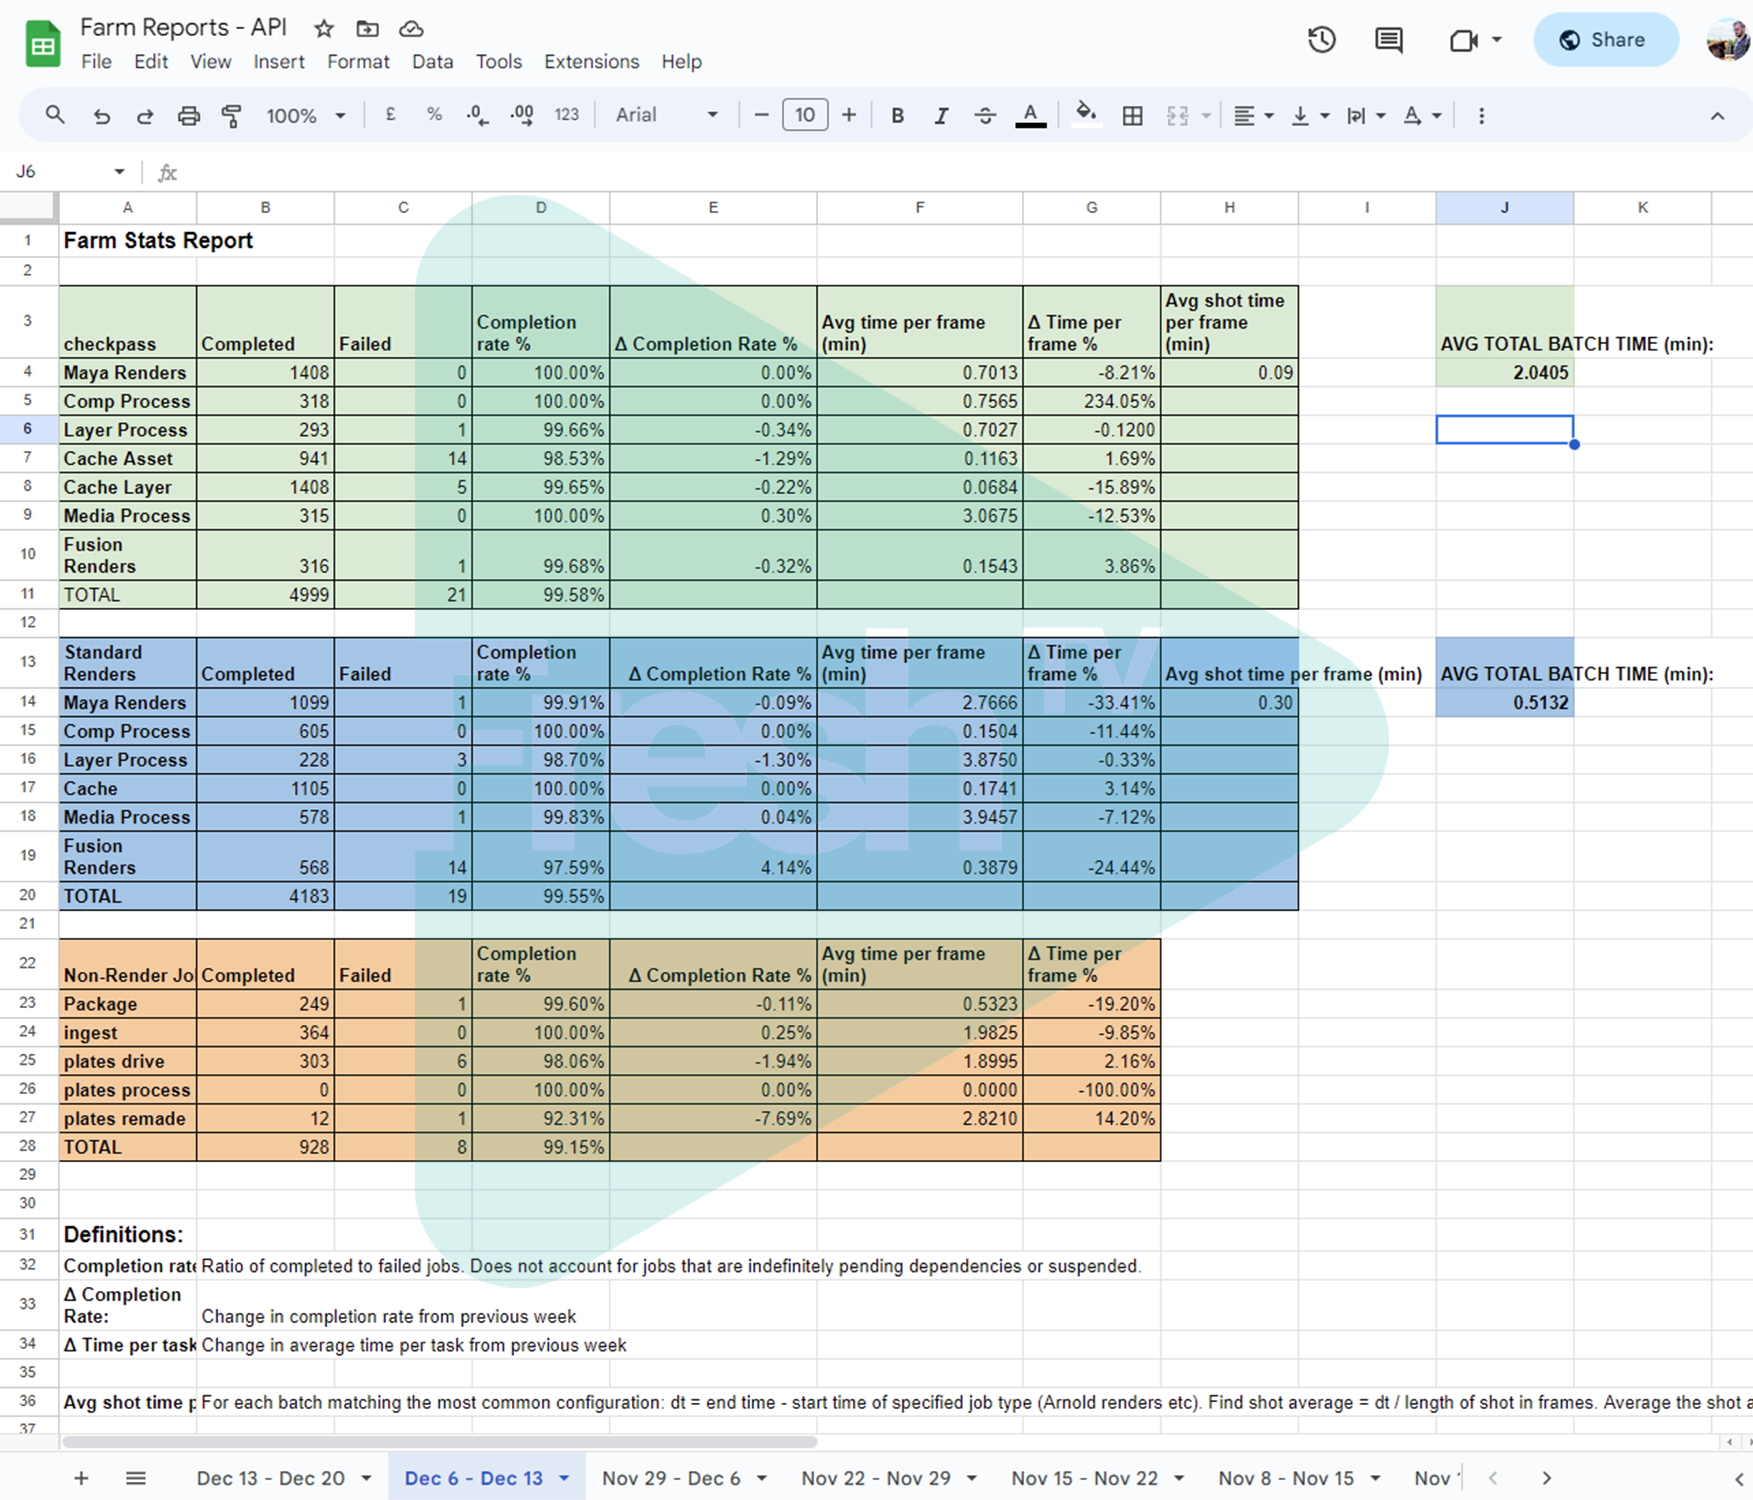 Farm Reports - API
File Edit View Insert Format Data Tools Extensions Help
Share
100% £ % .0 .00 123 Arial 10 B I A A
J6 fx
A B C D E F G H I J K
1 Farm Stats Report
2
3 checkpass Completed Failed Completion rate % Δ Completion Rate % Avg time per frame (min) Δ Time per frame % Avg shot time per frame (min) AVG TOTAL BATCH TIME (min):
4 Maya Renders 1408 0 100.00% 0.00% 0.7013 -8.21% 0.09 2.0405
5 Comp Process 318 0 100.00% 0.00% 0.7565 234.05%
6 Layer Process 293 1 99.66% -0.34% 0.7027 -0.1200
7 Cache Asset 941 14 98.53% -1.29% 0.1163 1.69%
8 Cache Layer 1408 5 99.65% -0.22% 0.0684 -15.89%
9 Media Process 315 0 100.00% 0.30% 3.0675 -12.53%
10 Fusion Renders 316 1 99.68% -0.32% 0.1543 3.86%
11 TOTAL 4999 21 99.58%
12
13 Standard Renders Completed Failed Completion rate % Δ Completion Rate % Avg time per frame (min) Δ Time per frame % Avg shot time per frame (min) AVG TOTAL BATCH TIME (min):
14 Maya Renders 1099 1 99.91% -0.09% 2.7666 -33.41% 0.30 0.5132
15 Comp Process 605 0 100.00% 0.00% 0.1504 -11.44%
16 Layer Process 228 3 98.70% -1.30% 3.8750 -0.33%
17 Cache 1105 0 100.00% 0.00% 0.1741 3.14%
18 Media Process 578 1 99.83% 0.04% 3.9457 -7.12%
19 Fusion Renders 568 14 97.59% 4.14% 0.3879 -24.44%
20 TOTAL 4183 19 99.55%
21
22 Non-Render Jo Completed Failed Completion rate % Δ Completion Rate % Avg time per frame (min) Δ Time per frame %
23 Package 249 1 99.60% -0.11% 0.5323 -19.20%
24 ingest 364 0 100.00% 0.25% 1.9825 -9.85%
25 plates drive 303 6 98.06% -1.94% 1.8995 2.16%
26 plates process 0 0 100.00% 0.00% 0.0000 -100.00%
27 plates remade 12 1 92.31% -7.69% 2.8210 14.20%
28 TOTAL 928 8 99.15%
29
30
31 Definitions:
32 Completion rate Ratio of completed to failed jobs. Does not account for jobs that are indefinitely pending dependencies or suspended.
33 Δ Completion Rate: Change in completion rate from previous week
34 Δ Time per task Change in average time per task from previous week
35
36 Avg shot time p For each batch matching the most common configuration: dt = end time - start time of specified job type (Arnold renders etc). Find shot average = dt / length of shot in frames. Average the shot a
37
Fresh TV
Dec 13 - Dec 20 Dec 6 - Dec 13 Nov 29 - Dec 6 Nov 22 - Nov 29 Nov 15 - Nov 22 Nov 8 - Nov 15 Nov